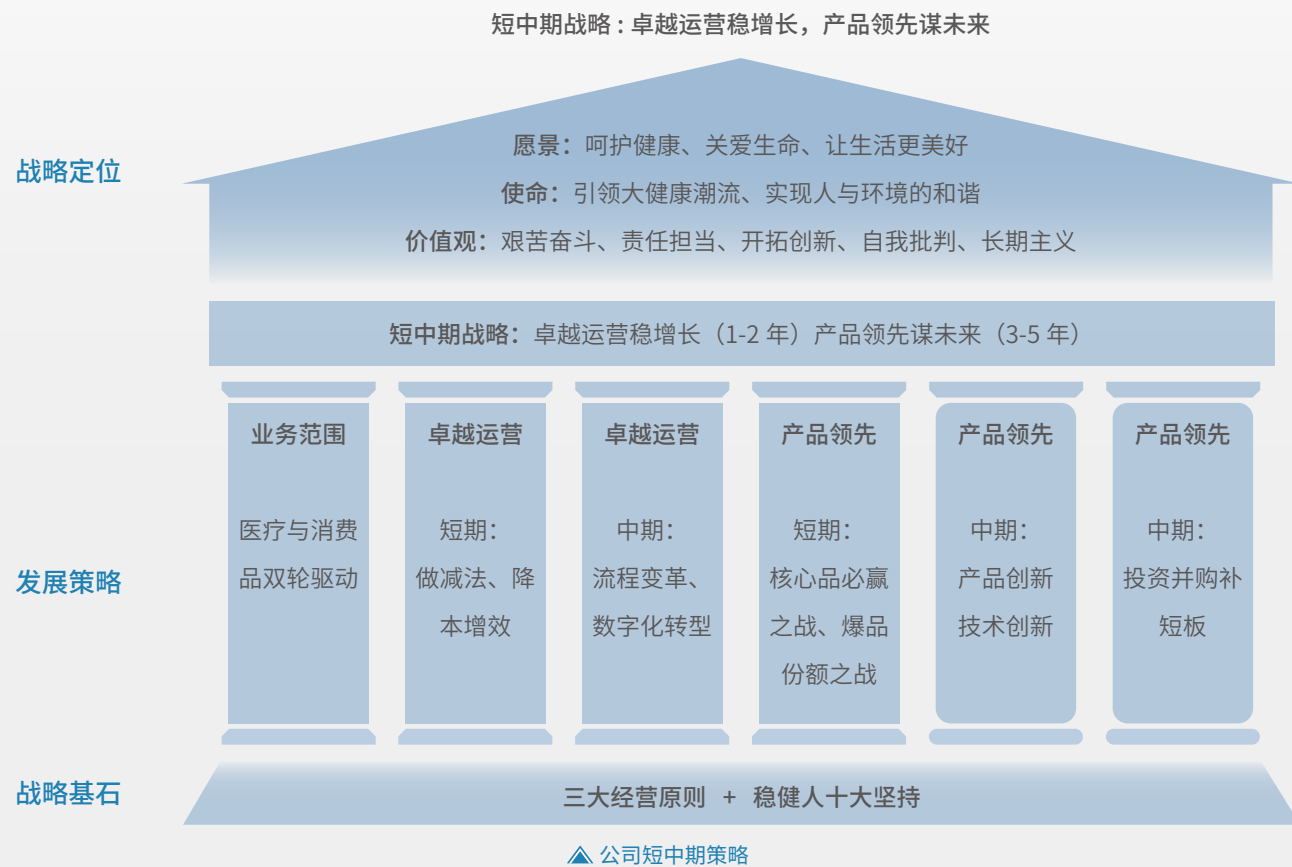 短中期战略：卓越运营稳增长，产品领先谋未来
战略定位
愿景：呵护健康、关爱生命、让生活更美好
使命：引领大健康潮流、实现人与环境的和谐
价值观：艰苦奋斗、责任担当、开拓创新、自我批判、长期主义
短中期战略：卓越运营稳增长（1-2 年）产品领先谋未来（3-5 年）
发展策略
业务范围
医疗与消费
品双轮驱动
卓越运营
短期：
做减法、降
本增效
卓越运营
中期：
流程变革、
数字化转型
产品领先
短期：
核心品必赢
之战、爆品
份额之战
产品领先
中期：
产品创新
技术创新
产品领先
中期：
投资并购补
短板
战略基石
三大经营原则 + 稳健人十大坚持
公司短中期策略